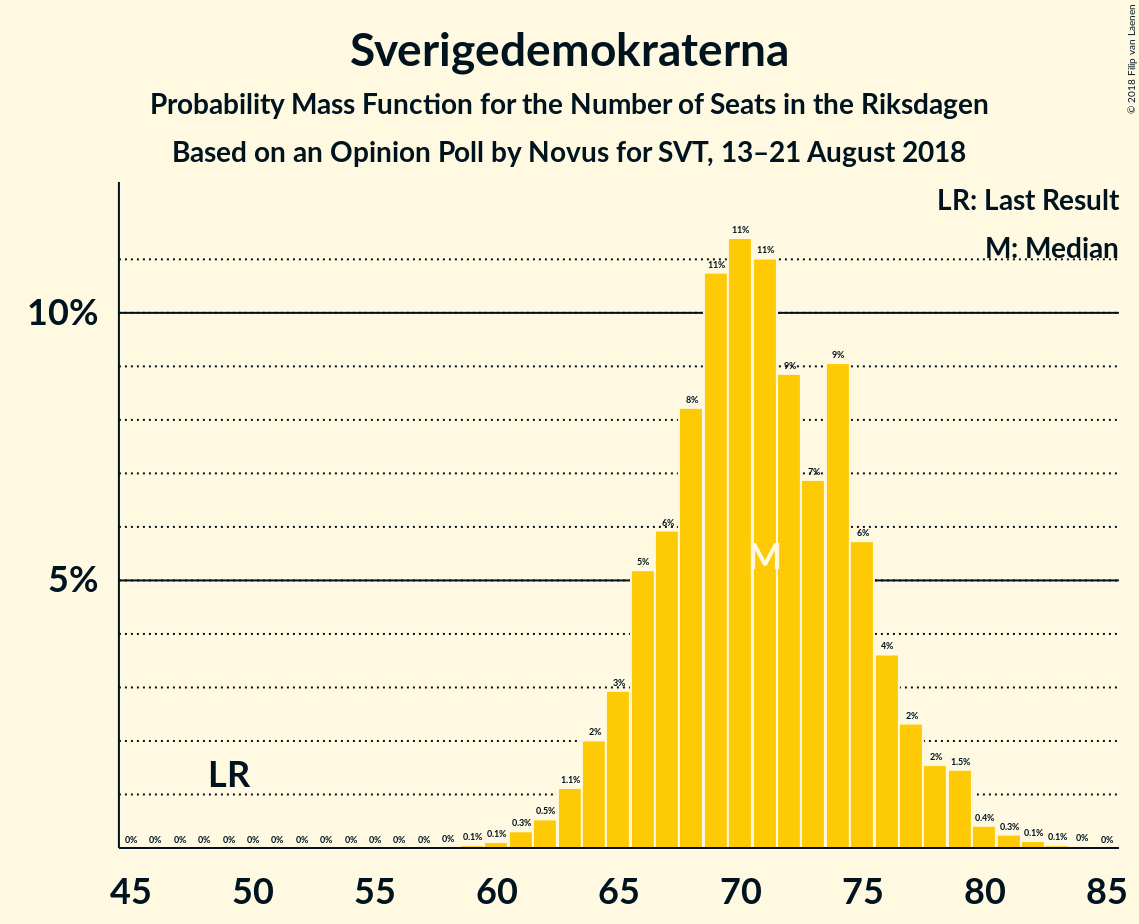 Sverigedemokraterna
Probability Mass Function for the Number of Seats in the Riksdagen
Based on an Opinion Poll by Novus for SVT, 13–21 August 2018
© 2018 Filip van Laenen
LR: Last Result
M: Median
10%
5%
LR
M
0% 0% 0% 0% 0% 0% 0% 0% 0% 0% 0% 0% 0% 0% 0.1% 0.1% 0.3% 0.5% 1.1% 2% 3% 5% 6% 8% 11% 11% 11% 9% 7% 9% 6% 4% 2% 2% 1.5% 0.4% 0.3% 0.1% 0.1% 0% 0%
45 50 55 60 65 70 75 80 85